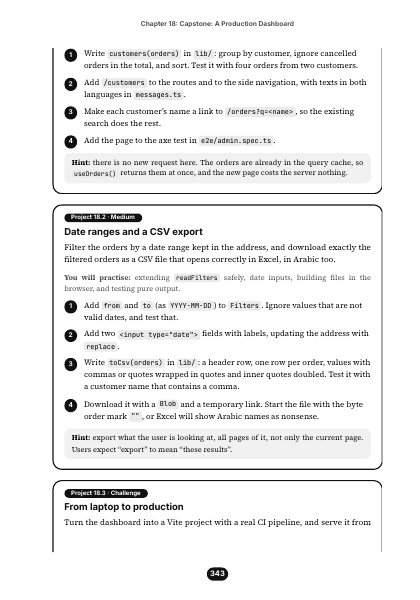 Chapter 18: Capstone: A Production Dashboard
1 Write customers(orders) in lib/: group by customer, ignore cancelled
orders in the total, and sort. Test it with four orders from two customers.
2 Add /customers to the routes and to the side navigation, with texts in both
languages in messages.ts.
3 Make each customer's name a link to /orders?q=<name>, so the existing
search does the rest.
4 Add the page to the axe test in e2e/admin.spec.ts.
Hint: there is no new request here. The orders are already in the query cache, so
useOrders() returns them at once, and the new page costs the server nothing.
Project 18.2 · Medium
Date ranges and a CSV export
Filter the orders by a date range kept in the address, and download exactly the
filtered orders as a CSV file that opens correctly in Excel, in Arabic too.
You will practise: extending readFilters safely, date inputs, building files in the
browser, and testing pure output.
1 Add from and to (as YYYY-MM-DD) to Filters. Ignore values that are not
valid dates, and test that.
2 Add two <input type="date"> fields with labels, updating the address with
replace.
3 Write toCsv(orders) in lib/: a header row, one row per order, values with
commas or quotes wrapped in quotes and inner quotes doubled. Test it with
a customer name that contains a comma.
4 Download it with a Blob and a temporary link. Start the file with the byte
order mark "", or Excel will show Arabic names as nonsense.
Hint: export what the user is looking at, all pages of it, not only the current page.
Users expect “export” to mean “these results”.
Project 18.3 · Challenge
From laptop to production
Turn the dashboard into a Vite project with a real CI pipeline, and serve it from
343